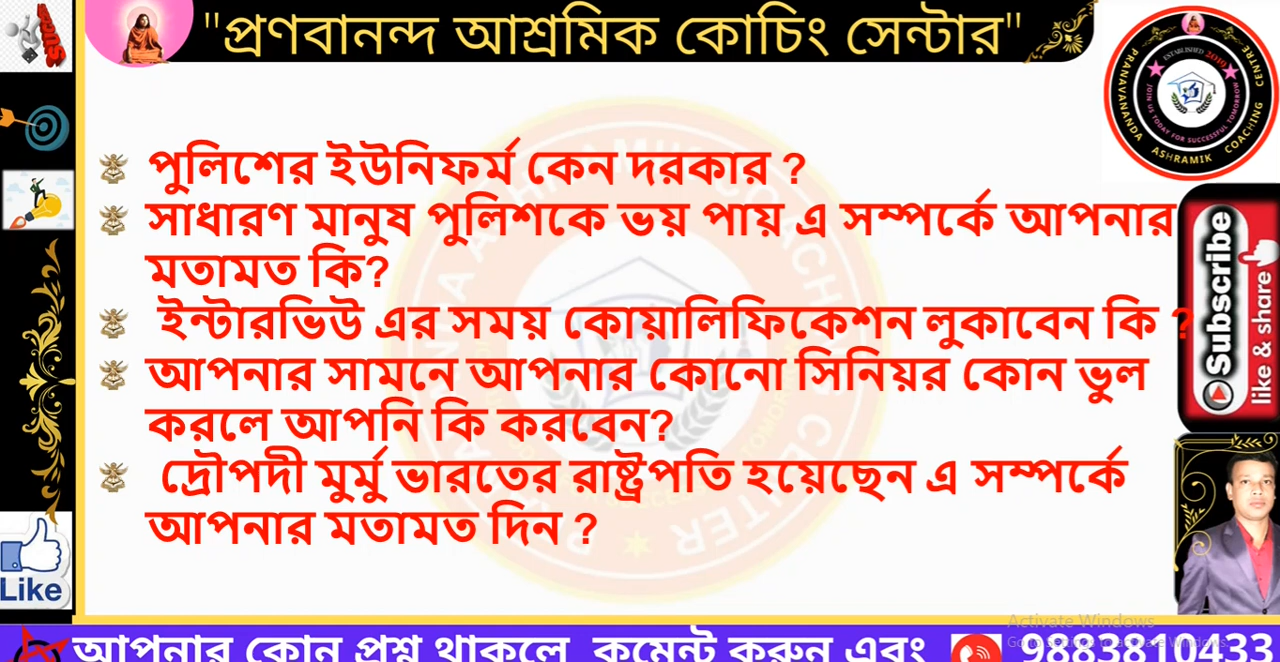 "প্রণবানন্দ আশ্রমিক কোচিং সেন্টার"
পুলিশের ইউনিফর্ম কেন দরকার ?
সাধারণ মানুষ পুলিশকে ভয় পায় এ সম্পর্কে আপনার
মতামত কি?
ইন্টারভিউ এর সময় কোয়ালিফিকেশন লুকাবেন কি ?
আপনার সামনে আপনার কোনো সিনিয়র কোন ভুল
করলে আপনি কি করবেন?
দ্রৌপদী মুর্মু ভারতের রাষ্ট্রপতি হয়েছেন এ সম্পর্কে
আপনার মতামত দিন ?
ESTABLISHED 2019
PRANAVANANDA ASHRAMIK COACHING CENTRE
JOIN US TODAY FOR SUCCESSFUL TOMORROW
Subscribe
like & share
Like
Activate Windows
আপনার কোন প্রশ্ন থাকলে কমেন্ট করুন এবং 9883810433